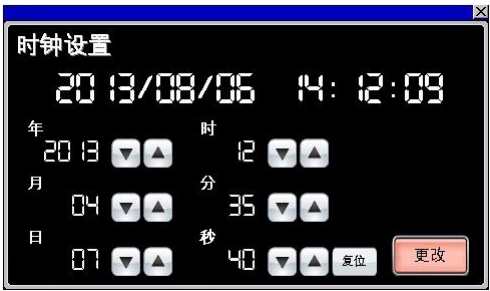 时钟设置
2013/08/06 14:12:09
年 时
2013 12
月 分
04 35
日 秒
07 40 复位 更改